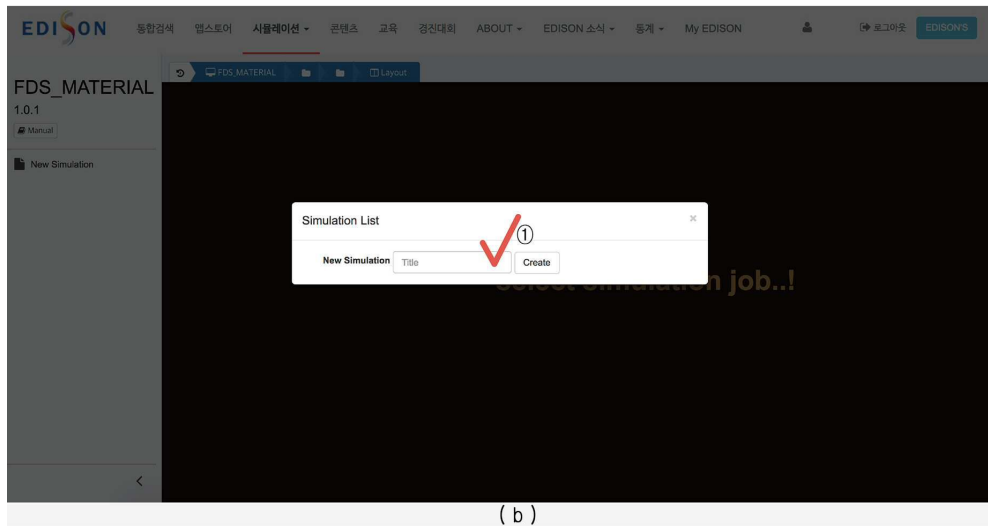 EDISON 통합검색 앱스토어 시뮬레이션 콘텐츠 교육 경진대회 ABOUT EDISON 소식 통계 My EDISON 로그아웃 EDISON'S
FDS_MATERIAL Layout
FDS_MATERIAL
1.0.1
Manual
New Simulation
Simulation List ×
①
New Simulation Title Create
select simulation job..!
( b )